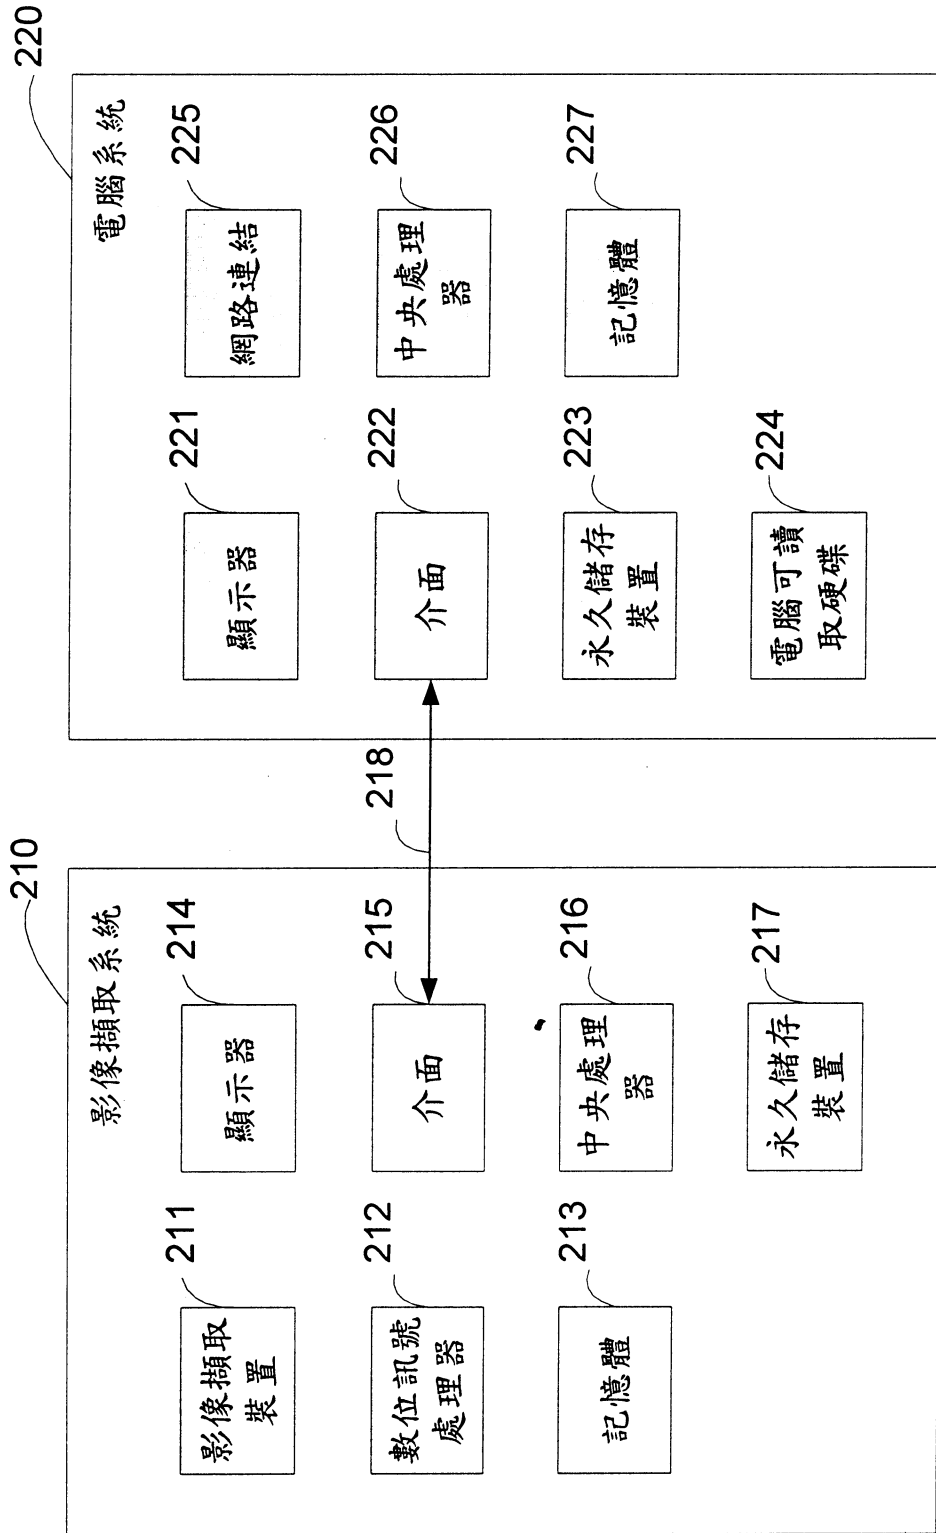 210
影像擷取系統
211
影像擷取
裝置
212
數位訊號
處理器
213
記憶體
214
顯示器
215
介面
216
中央處理
器
217
永久儲存
裝置
218
220
電腦系統
221
顯示器
222
介面
223
永久儲存
裝置
224
電腦可讀
取硬碟
225
網路連結
226
中央處理
器
227
記憶體